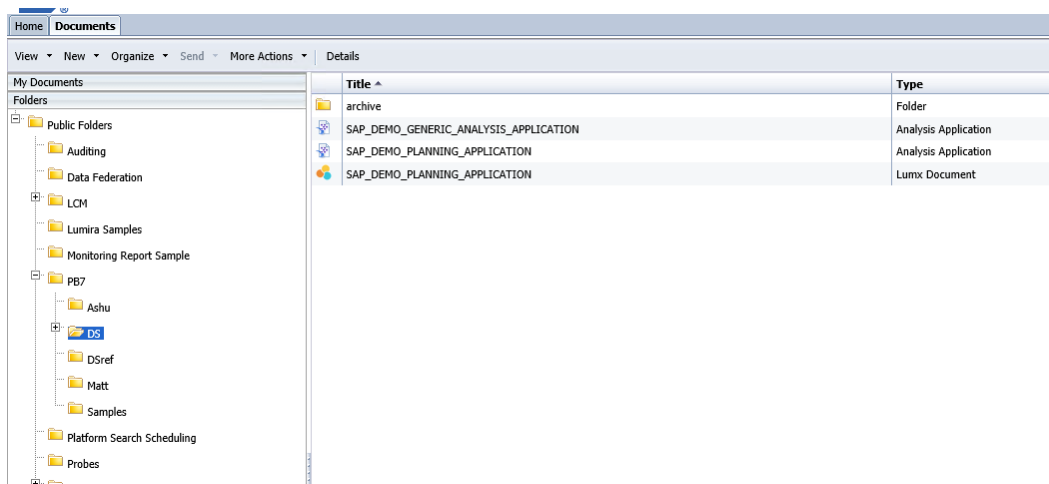 ®
Home Documents
View New Organize Send More Actions Details
My Documents
Folders
Public Folders
Auditing
Data Federation
LCM
Lumira Samples
Monitoring Report Sample
PB7
Ashu
DS
DSref
Matt
Samples
Platform Search Scheduling
Probes
Title Type
archive Folder
SAP_DEMO_GENERIC_ANALYSIS_APPLICATION Analysis Application
SAP_DEMO_PLANNING_APPLICATION Analysis Application
SAP_DEMO_PLANNING_APPLICATION Lumx Document